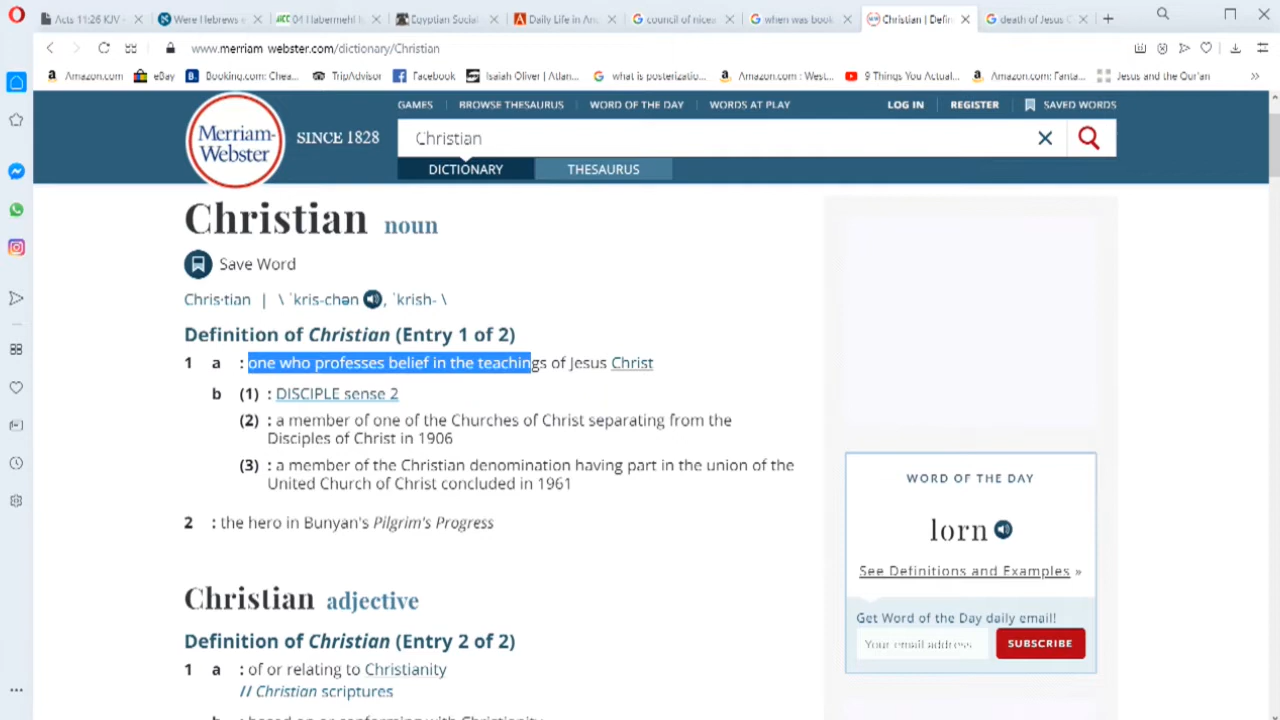 Acts 11:26 KJV -
Were Hebrews e
04 Habermehl
Egyptian Social
Daily Life in An
council of nicea
when was book
Christian | Defin
death of Jesus C
www.merriam-webster.com/dictionary/Christian
Amazon.com
eBay
Booking.com: Chea...
TripAdvisor
Facebook
Isaiah Oliver | Atlan...
what is posterizatio...
Amazon.com : West...
9 Things You Actual...
Amazon.com: Fanta...
Jesus and the Qur'an
GAMES | BROWSE THESAURUS | WORD OF THE DAY | WORDS AT PLAY
LOG IN | REGISTER | SAVED WORDS
Merriam-
Webster
SINCE 1828
Christian
DICTIONARY
THESAURUS
Christian noun
Save Word
Chris·tian | \ ˈkris-chən , ˈkrish- \
Definition of Christian (Entry 1 of 2)
1 a : one who professes belief in the teachings of Jesus Christ
b (1) : DISCIPLE sense 2
(2) : a member of one of the Churches of Christ separating from the
Disciples of Christ in 1906
(3) : a member of the Christian denomination having part in the union of the
United Church of Christ concluded in 1961
2 : the hero in Bunyan's Pilgrim's Progress
Christian adjective
Definition of Christian (Entry 2 of 2)
1 a : of or relating to Christianity
// Christian scriptures
b : based on or conforming with Christianity
WORD OF THE DAY
lorn
See Definitions and Examples »
Get Word of the Day daily email!
Your email address
SUBSCRIBE